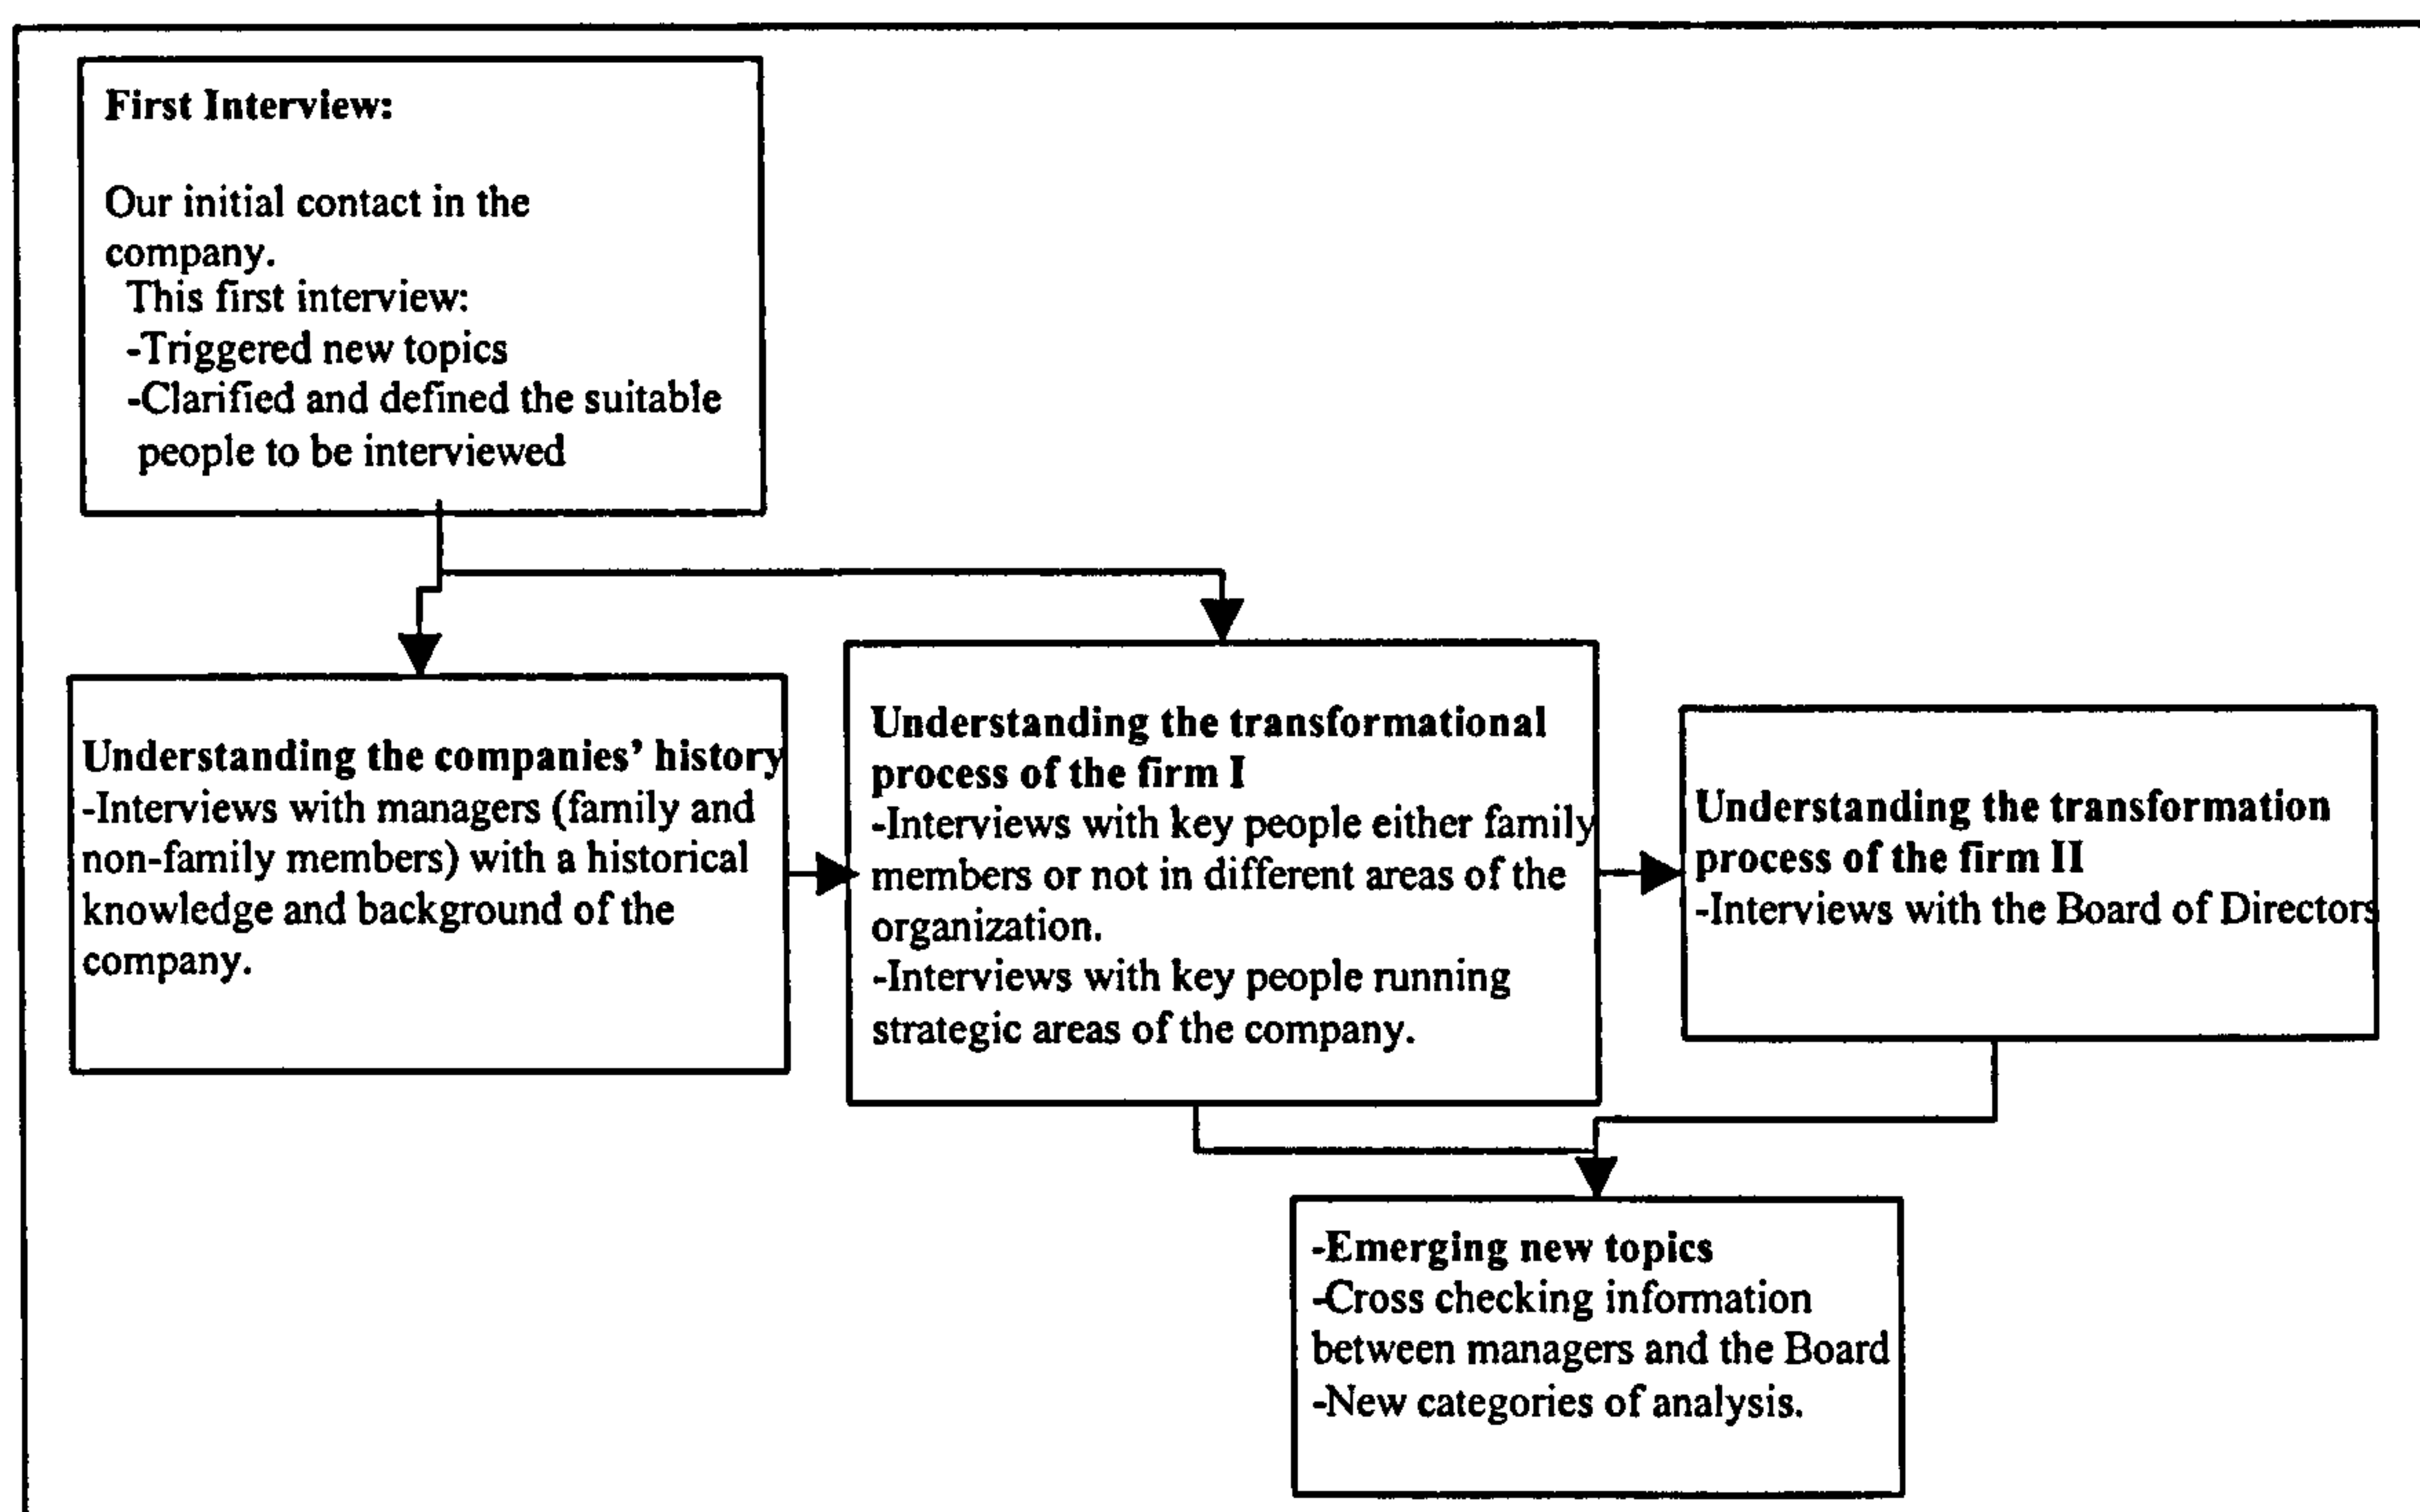 First Interview:
Our initial contact in the
company.
This first interview:
-Triggered new topics
-Clarified and defined the suitable
people to be interviewed
Understanding the companies’ history
-Interviews with managers (family and
non-family members) with a historical
knowledge and background of the
company.
Understanding the transformational
process of the firm I
-Interviews with key people either family
members or not in different areas of the
organization.
-Interviews with key people running
strategic areas of the company.
Understanding the transformation
process of the firm II
-Interviews with the Board of Directors
-Emerging new topics
-Cross checking information
between managers and the Board
-New categories of analysis.